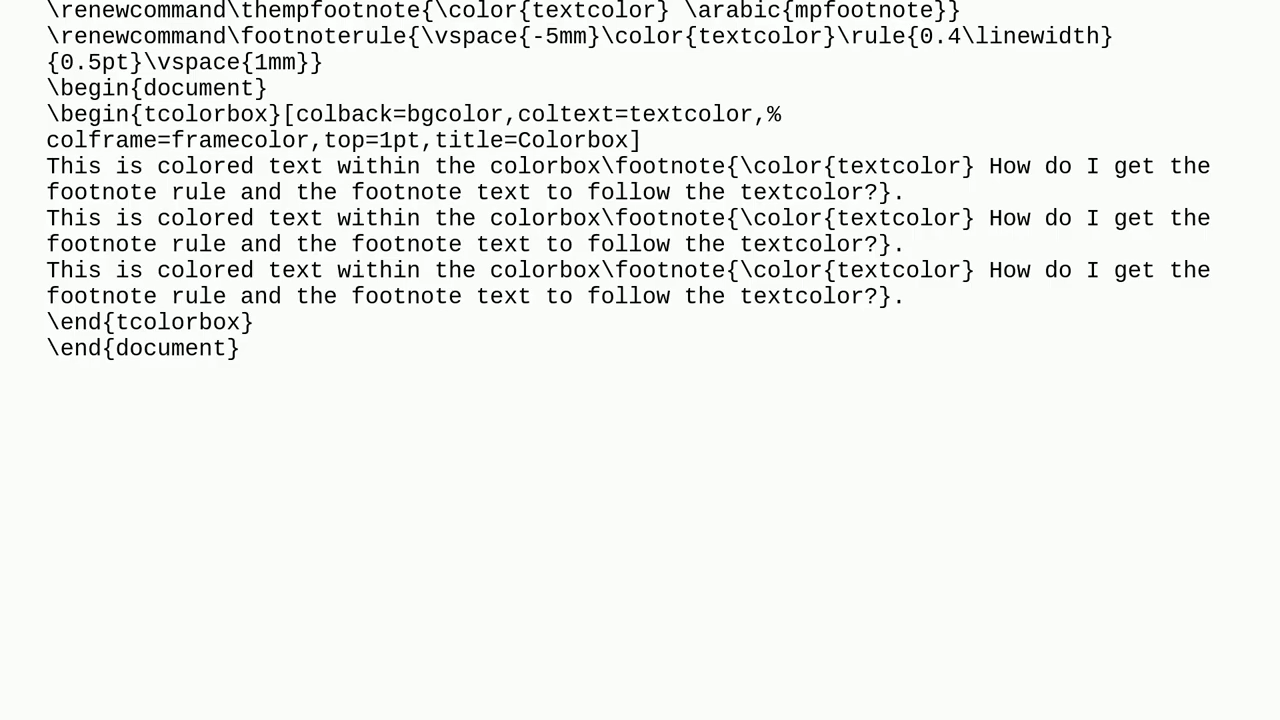 \renewcommand\thempfootnote{\color{textcolor} \arabic{mpfootnote}}
\renewcommand\footnoterule{\vspace{-5mm}\color{textcolor}\rule{0.4\linewidth}
{0.5pt}\vspace{1mm}}
\begin{document}
\begin{tcolorbox}[colback=bgcolor,coltext=textcolor,%
colframe=framecolor,top=1pt,title=Colorbox]
This is colored text within the colorbox\footnote{\color{textcolor} How do I get the
footnote rule and the footnote text to follow the textcolor?}.
This is colored text within the colorbox\footnote{\color{textcolor} How do I get the
footnote rule and the footnote text to follow the textcolor?}.
This is colored text within the colorbox\footnote{\color{textcolor} How do I get the
footnote rule and the footnote text to follow the textcolor?}.
\end{tcolorbox}
\end{document}